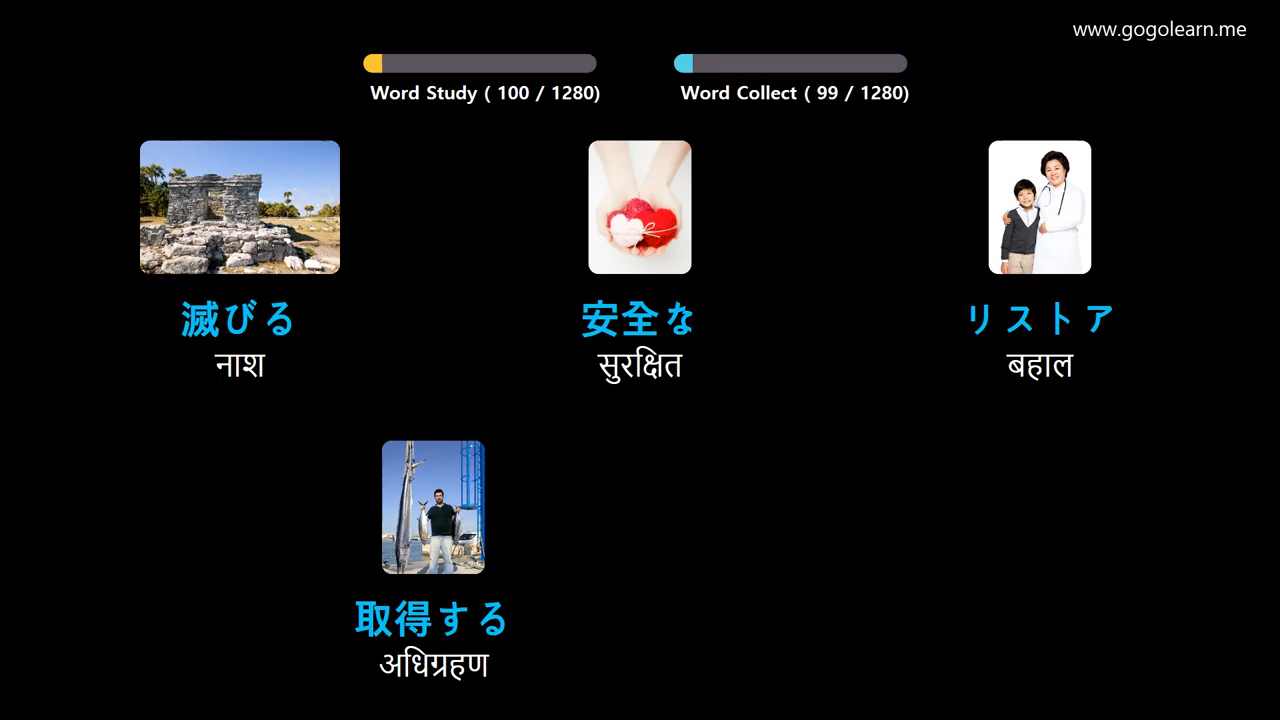 www.gogolearn.me
Word Study ( 100 / 1280)
Word Collect ( 99 / 1280)
滅びる
नाश
安全な
सुरक्षित
リストア
बहाल
取得する
अधिग्रहण